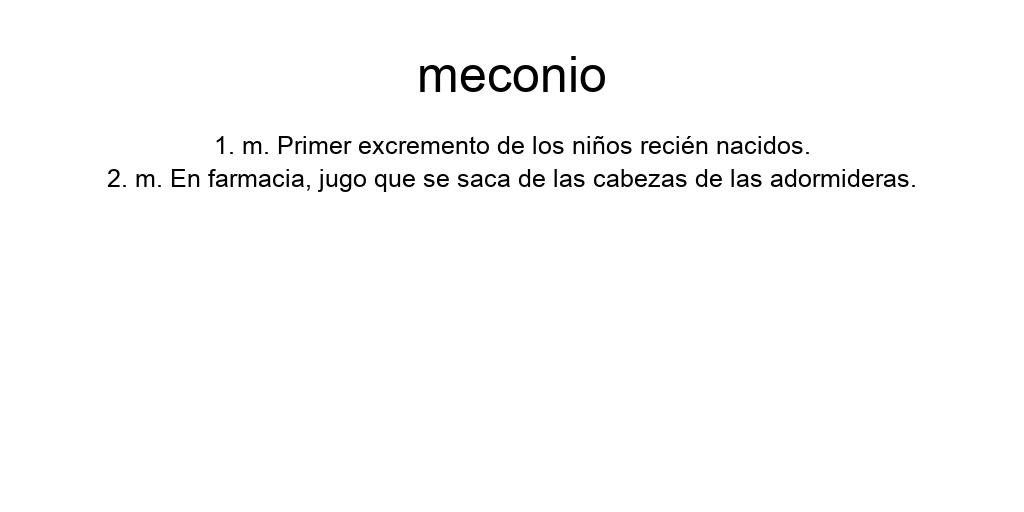 meconio
1. m. Primer excremento de los niños recién nacidos.
2. m. En farmacia, jugo que se saca de las cabezas de las adormideras.